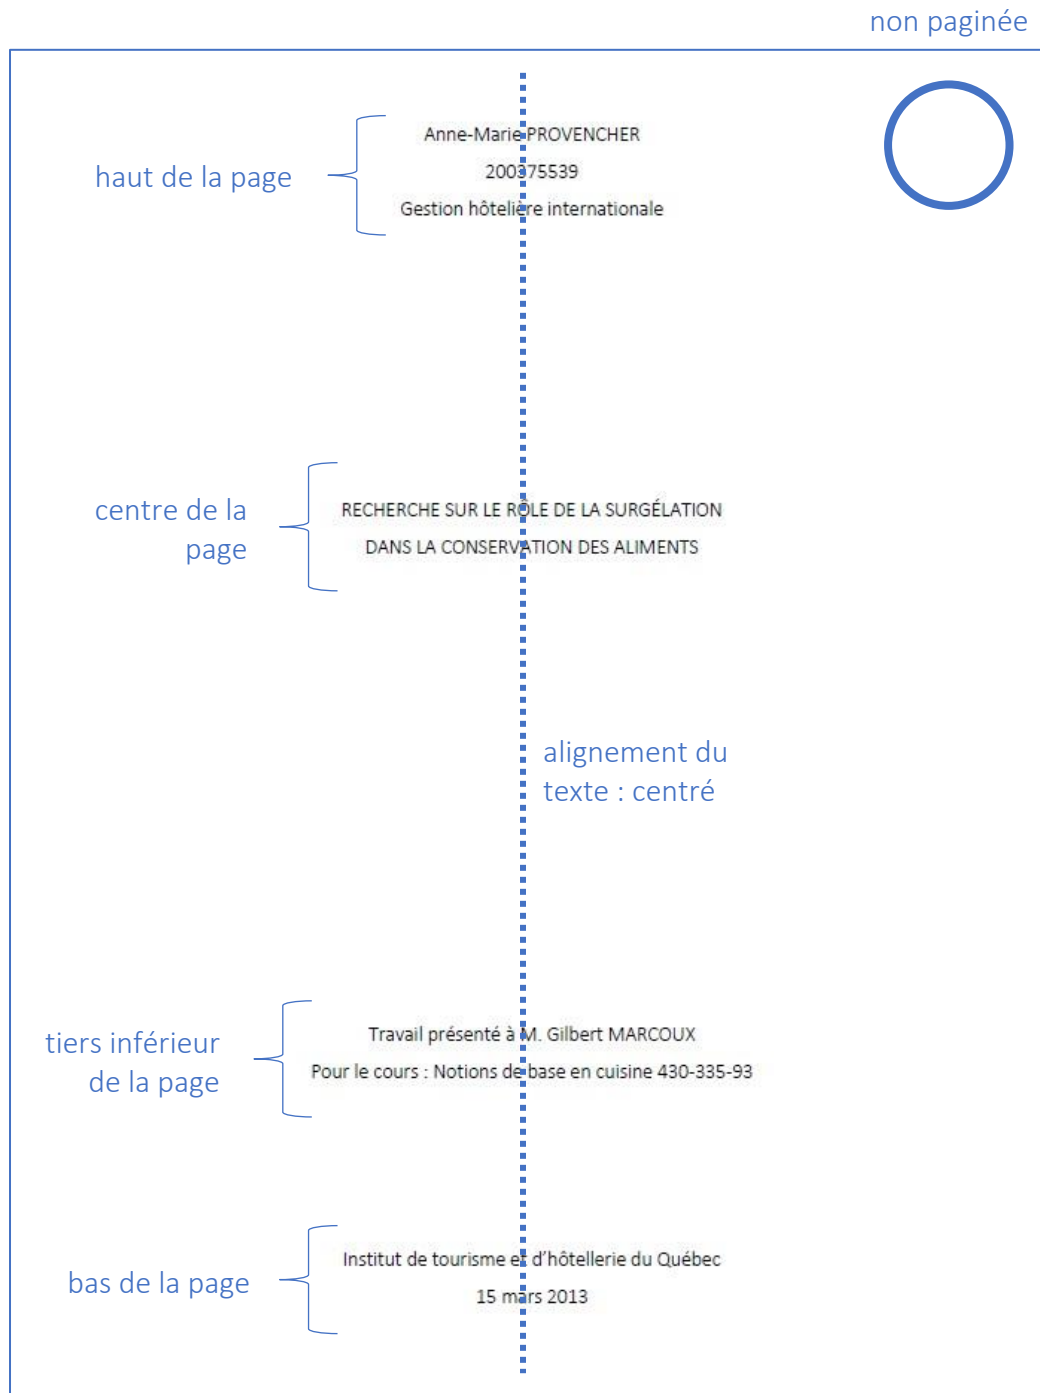 non paginée
haut de la page
Anne-Marie PROVENCHER
200375539
Gestion hôtelière internationale
centre de la
page
RECHERCHE SUR LE RÔLE DE LA SURGÉLATION
DANS LA CONSERVATION DES ALIMENTS
alignement du
texte : centré
tiers inférieur
de la page
Travail présenté à M. Gilbert MARCOUX
Pour le cours : Notions de base en cuisine 430-335-93
bas de la page
Institut de tourisme et d'hôtellerie du Québec
15 mars 2013